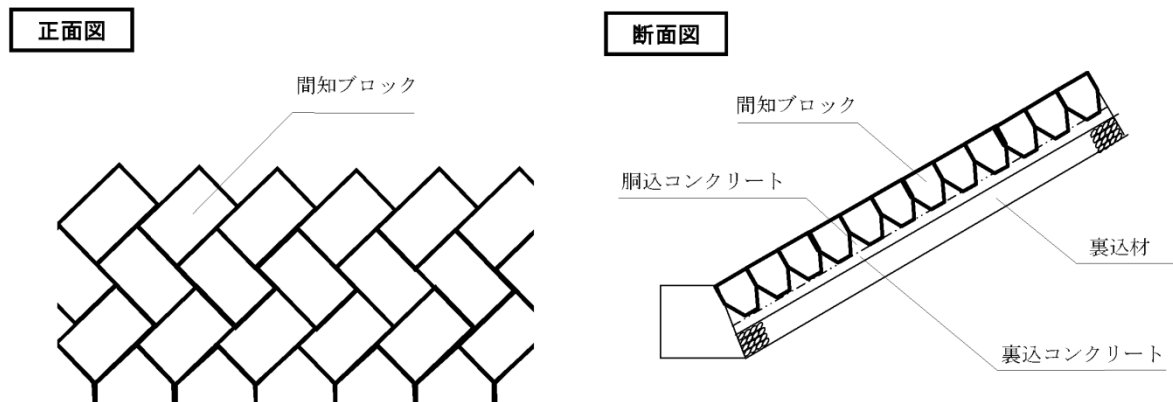 正面図
間知ブロック
断面図
間知ブロック
胴込コンクリート
裏込材
裏込コンクリート